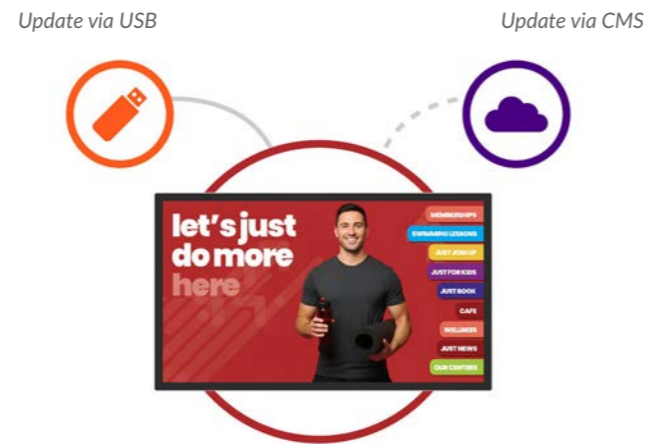 Update via USB
Update via CMS
let's just
do more
here
MEMBERSHIPS
SWIMMING LESSONS
JUST JOIN UP
JUST FOR KIDS
JUST BOOK
CAFE
WELLNESS
JUST NEWS
OUR CENTRES